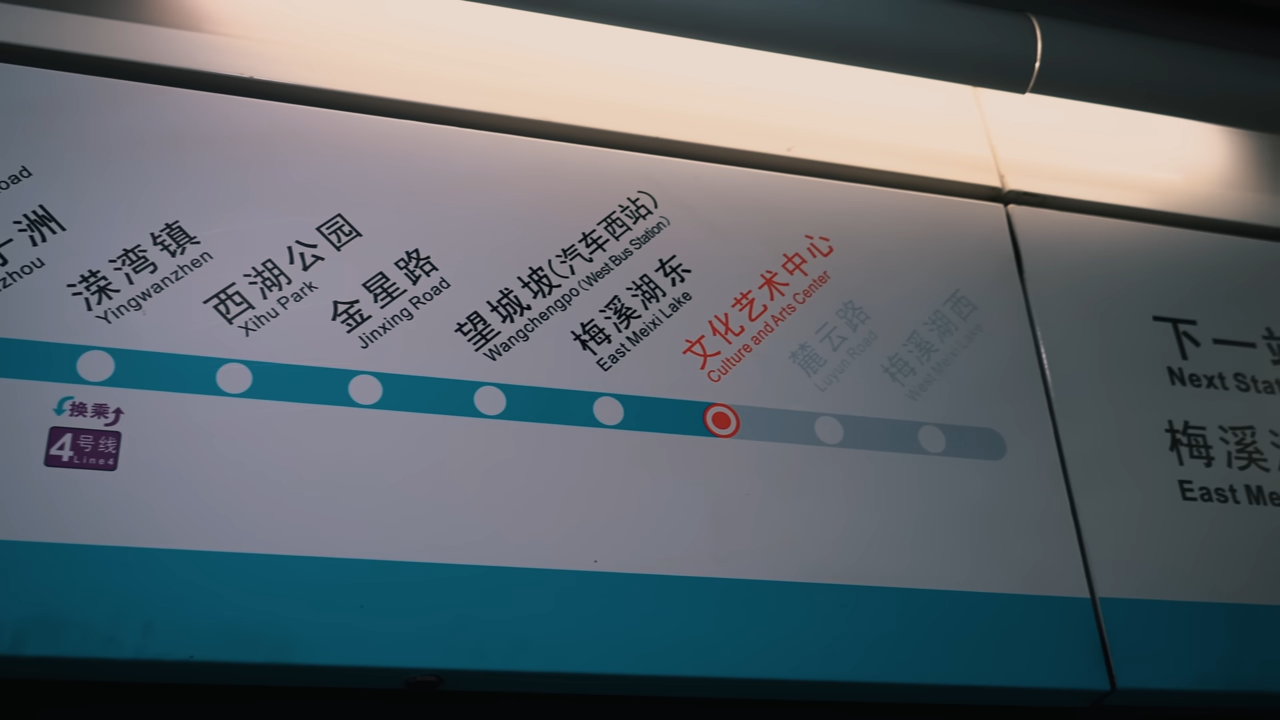 oad
洲
zhou
溁湾镇
Yingwanzhen
西湖公园
Xihu Park
金星路
Jinxing Road
望城坡(汽车西站)
Wangchengpo (West Bus Station)
梅溪湖东
East Meixi Lake
文化艺术中心
Culture and Arts Center
麓云路
Luyun Road
梅溪湖西
West Meixi Lake
换乘
4号线
Line4
下一站
Next Sta
梅溪
East Me